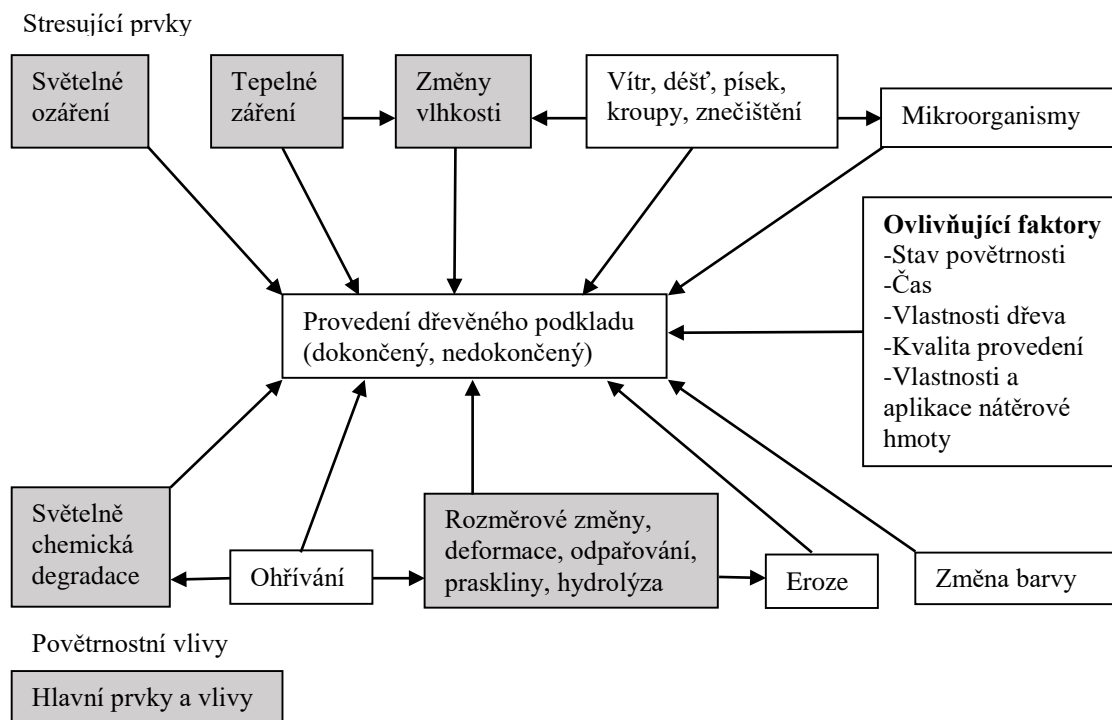 Stresující prvky
Světelné
ozáření
Tepelné
záření
Změny
vlhkosti
Vítr, déšť, písek,
kroupy, znečištění
Mikroorganismy
Ovlivňující faktory
-Stav povětrnosti
-Čas
-Vlastnosti dřeva
-Kvalita provedení
-Vlastnosti a
aplikace nátěrové
hmoty
Provedení dřevěného podkladu
(dokončený, nedokončený)
Světelně
chemická
degradace
Ohřívání
Rozměrové změny,
deformace, odpařování,
praskliny, hydrolýza
Eroze
Změna barvy
Povětrnostní vlivy
Hlavní prvky a vlivy